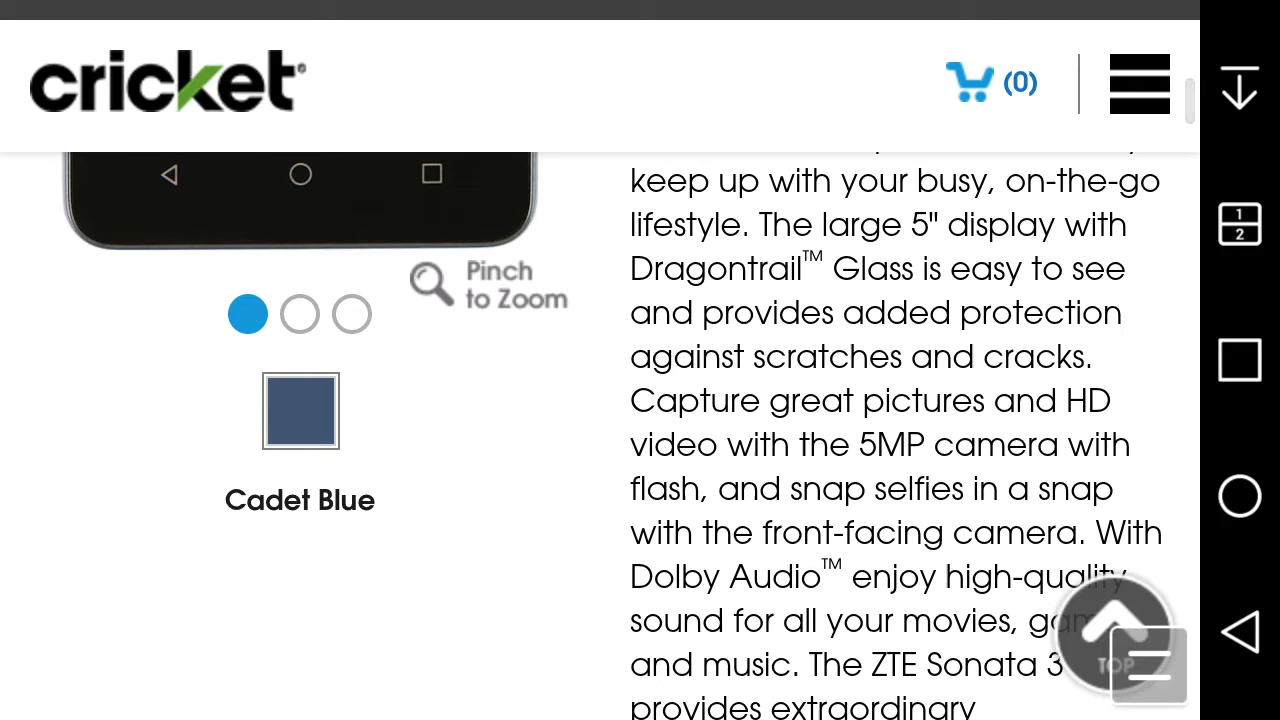 cricket
(0)
keep up with your busy, on-the-go
lifestyle. The large 5" display with
Dragontrail™ Glass is easy to see
and provides added protection
against scratches and cracks.
Capture great pictures and HD
video with the 5MP camera with
flash, and snap selfies in a snap
with the front-facing camera. With
Dolby Audio™ enjoy high-quality
sound for all your movies, games
and music. The ZTE Sonata 3
provides extraordinary
Pinch
to Zoom
Cadet Blue
TOP
1
2